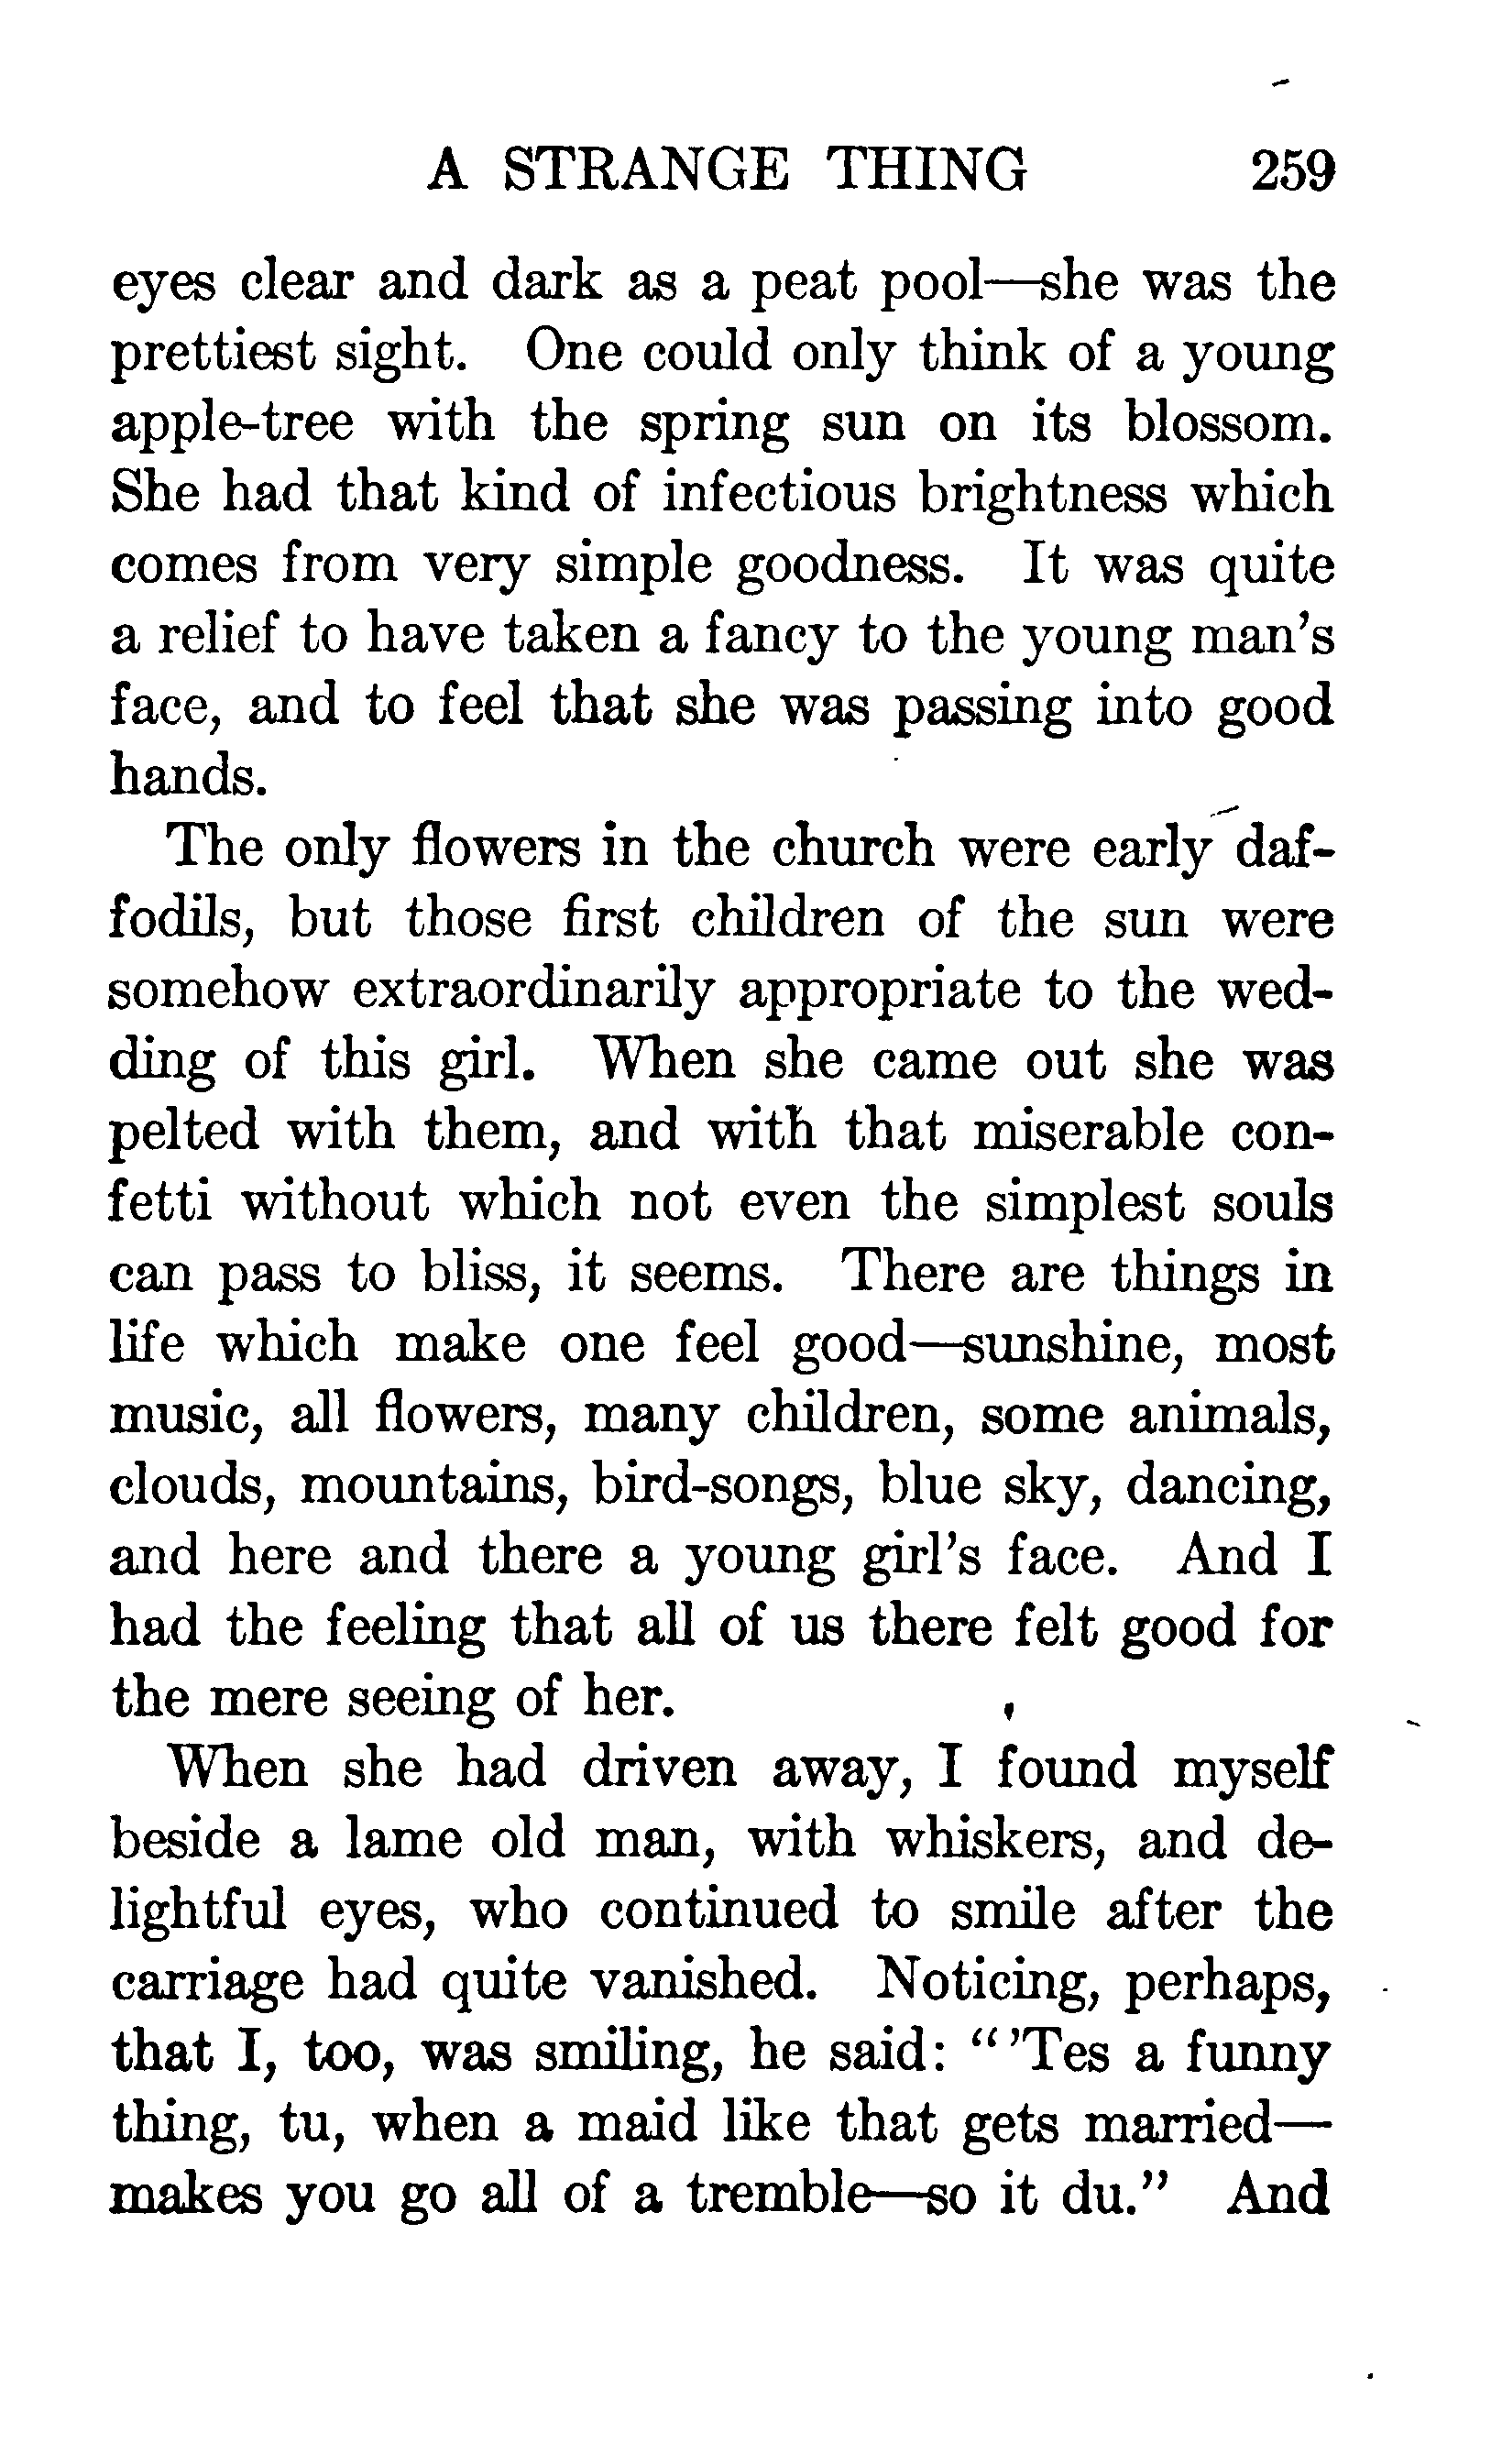 A STRANGE THING 259
eyes clear and dark as a peat pool—she was the
prettiest sight. One could only think of a young
apple-tree with the spring sun on its blossom.
She had that kind of infectious brightness which
comes from very simple goodness. It was quite
a relief to have taken a fancy to the young man's
face, and to feel that she was passing into good
hands.
The only flowers in the church were early daf-
fodils, but those first children of the sun were
somehow extraordinarily appropriate to the wed-
ding of this girl. When she came out she was
pelted with them, and with that miserable con-
fetti without which not even the simplest souls
can pass to bliss, it seems. There are things in
life which make one feel good—sunshine, most
music, all flowers, many children, some animals,
clouds, mountains, bird-songs, blue sky, dancing,
and here and there a young girl's face. And I
had the feeling that all of us there felt good for
the mere seeing of her.
When she had driven away, I found myself
beside a lame old man, with whiskers, and de-
lightful eyes, who continued to smile after the
carriage had quite vanished. Noticing, perhaps,
that I, too, was smiling, he said: "'Tes a funny
thing, tu, when a maid like that gets married—
makes you go all of a tremble—so it du." And